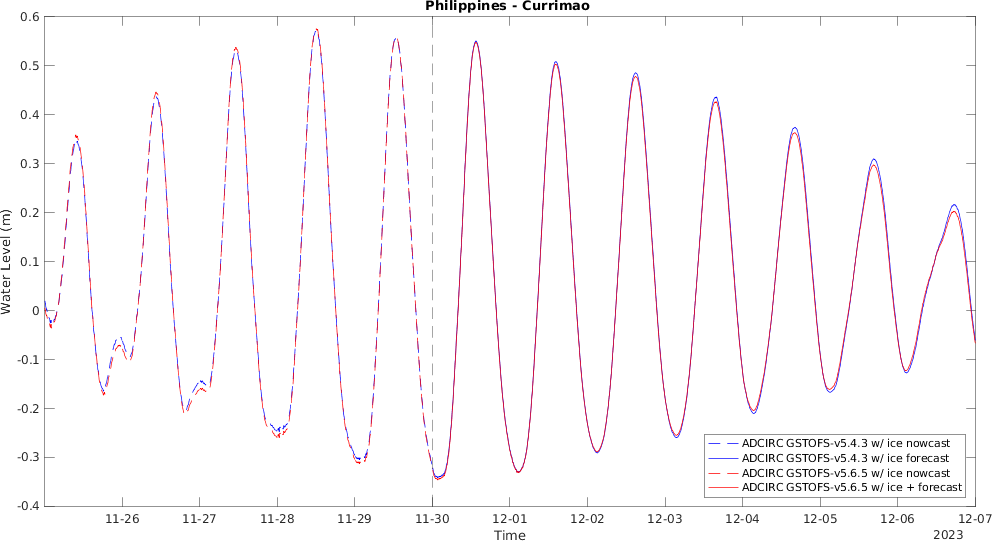 Philippines - Currimao
0.6
0.5
0.4
0.3
0.2
0.1
0
-0.1
-0.2
-0.3
-0.4
Water Level (m)
ADCIRC GSTOFS-v5.4.3 w/ ice nowcast
ADCIRC GSTOFS-v5.4.3 w/ ice forecast
ADCIRC GSTOFS-v5.6.5 w/ ice nowcast
ADCIRC GSTOFS-v5.6.5 w/ ice + forecast
11-26 11-27 11-28 11-29 11-30 12-01 12-02 12-03 12-04 12-05 12-06 12-07
Time
2023